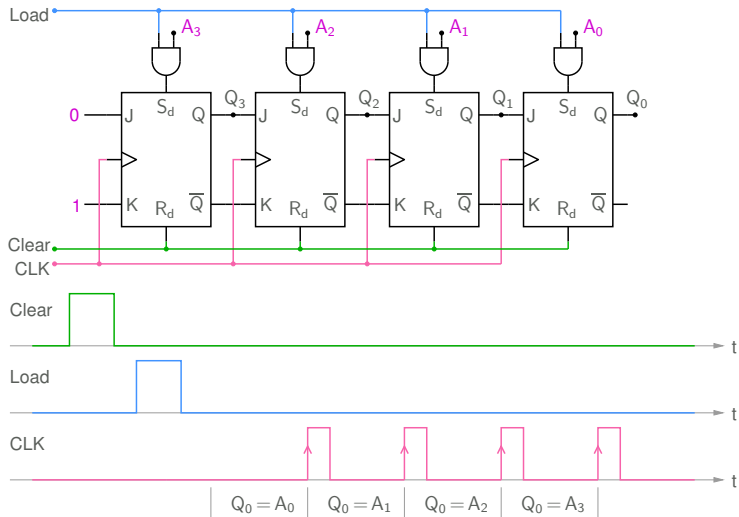 Load
A3 A2 A1 A0
Sd Sd Sd Sd
0 J Q Q3 J Q Q2 J Q Q1 J Q Q0
1 K Q̅ K Q̅ K Q̅ K Q̅
Rd Rd Rd Rd
Clear
CLK
Clear
t
Load
t
CLK
t
Q0 = A0 Q0 = A1 Q0 = A2 Q0 = A3